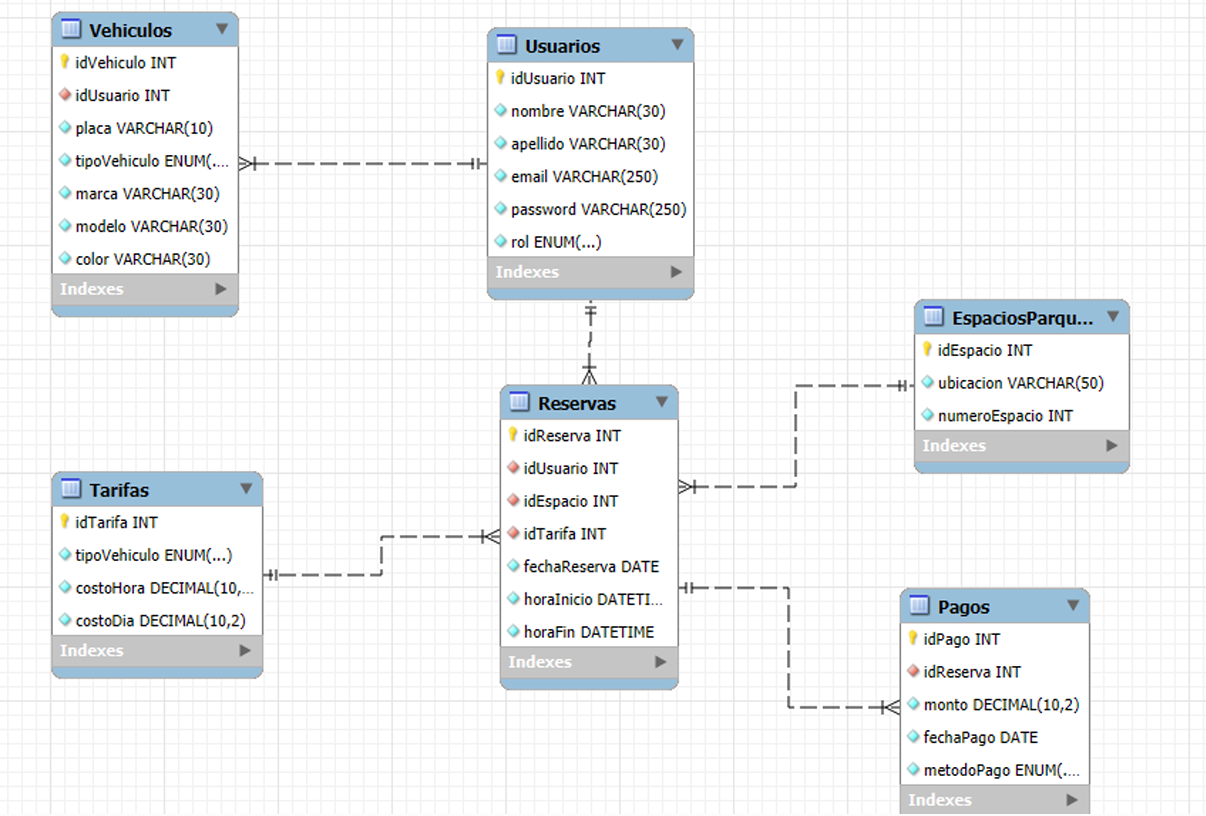 Vehiculos
idVehiculo INT
idUsuario INT
placa VARCHAR(10)
tipoVehiculo ENUM(....
marca VARCHAR(30)
modelo VARCHAR(30)
color VARCHAR(30)
Indexes
Usuarios
idUsuario INT
nombre VARCHAR(30)
apellido VARCHAR(30)
email VARCHAR(250)
password VARCHAR(250)
rol ENUM(...)
Indexes
EspaciosParqu...
idEspacio INT
ubicacion VARCHAR(50)
numeroEspacio INT
Indexes
Reservas
idReserva INT
idUsuario INT
idEspacio INT
idTarifa INT
fechaReserva DATE
horaInicio DATETI...
horaFin DATETIME
Indexes
Tarifas
idTarifa INT
tipoVehiculo ENUM(...)
costoHora DECIMAL(10,...
costoDia DECIMAL(10,2)
Indexes
Pagos
idPago INT
idReserva INT
monto DECIMAL(10,2)
fechaPago DATE
metodoPago ENUM(....
Indexes